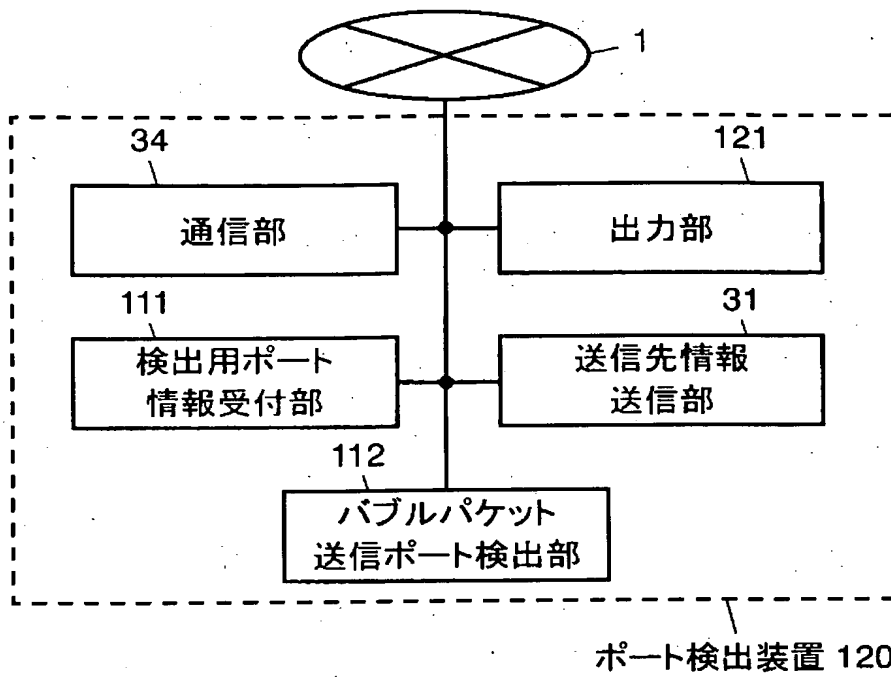 1
34
121
通信部
出力部
111
31
検出用ポート
情報受付部
送信先情報
送信部
112
バブルパケット
送信ポート検出部
ポート検出装置 120